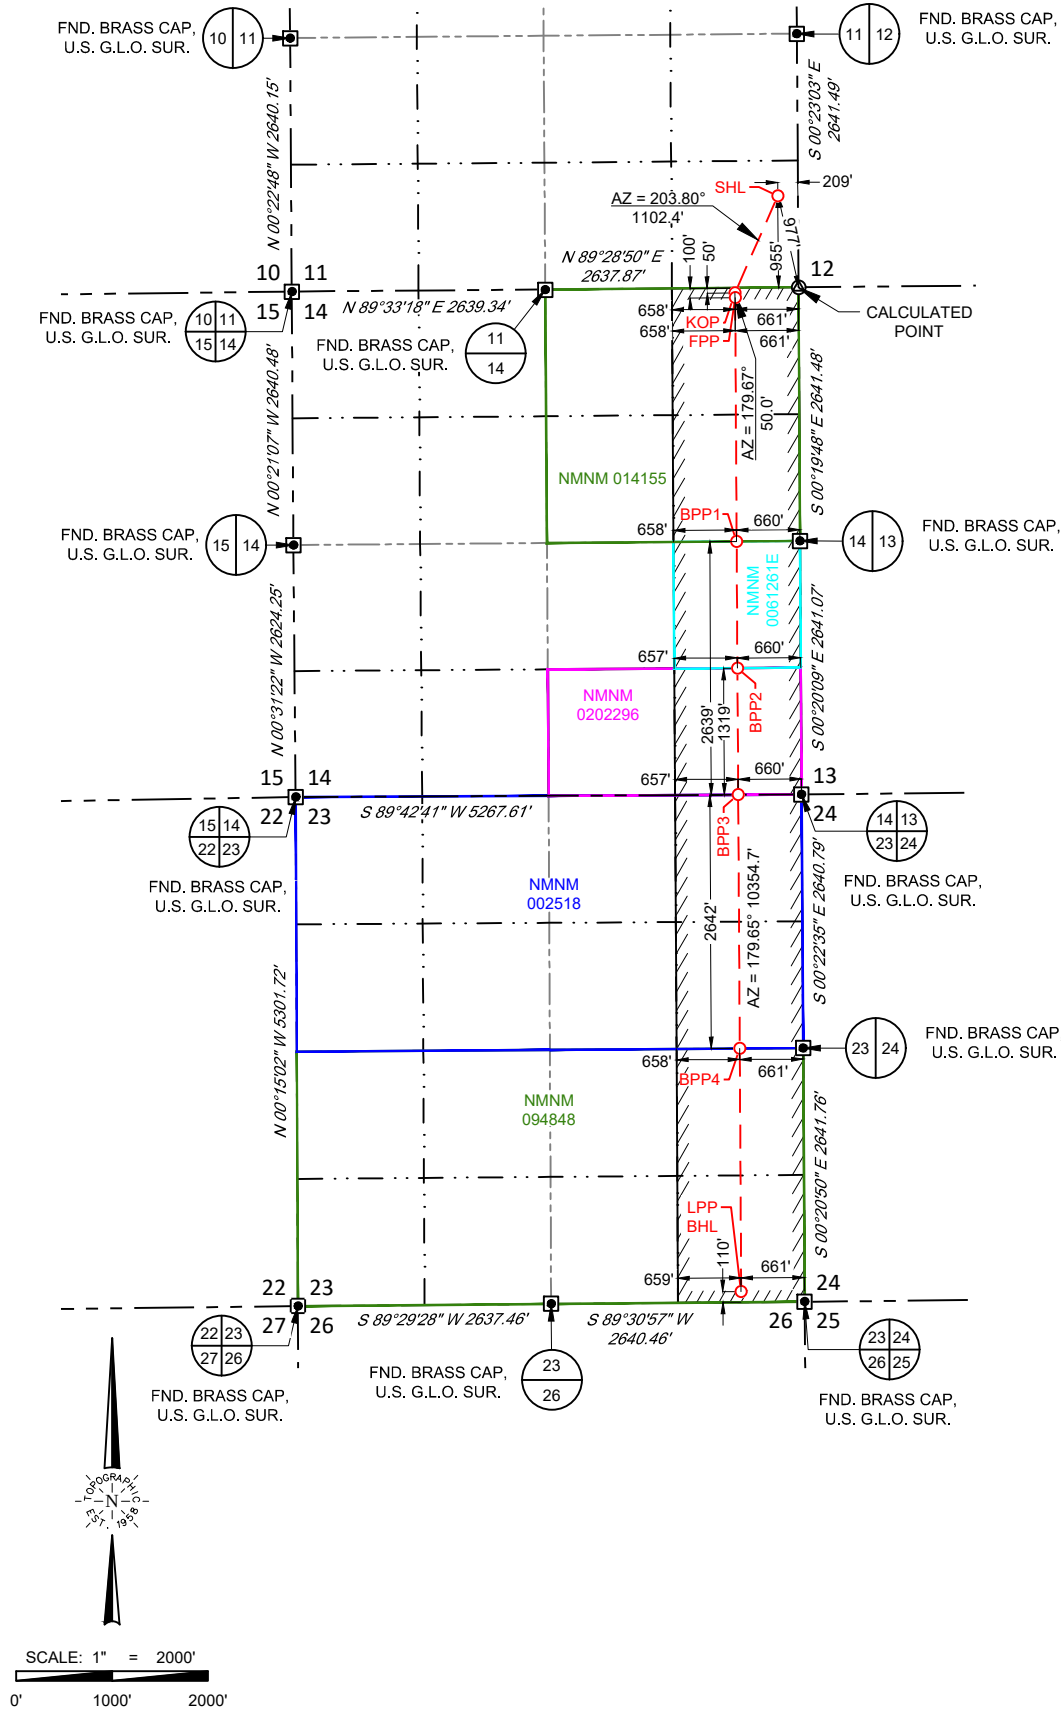 FND. BRASS CAP,
U.S. G.L.O. SUR.
10 11
11 12
FND. BRASS CAP,
U.S. G.L.O. SUR.
N 00°22'48" W 2640.15'
S 00°23'03" E
2641.49'
SHL
209'
AZ = 203.80°
1102.4'
977'
955'
100'
50'
N 89°28'50" E
2637.87'
10 11
15 14
12
N 89°33'18" E 2639.34'
FND. BRASS CAP,
U.S. G.L.O. SUR.
10 11
15 14
FND. BRASS CAP,
U.S. G.L.O. SUR.
11
14
658'
KOP
661'
658'
FPP
661'
CALCULATED
POINT
N 00°21'07" W 2640.48'
AZ = 179.67°
50.0'
S 00°19'48" E 2641.48'
NMNM 014155
BPP1
658'
660'
FND. BRASS CAP,
U.S. G.L.O. SUR.
15 14
14 13
FND. BRASS CAP,
U.S. G.L.O. SUR.
NMNM
0061261E
N 00°31'22" W 2624.25'
S 00°20'09" E 2641.07'
657'
660'
NMNM
0202296
BPP2
2639'
1319'
657'
660'
15 14
22 23
13
24
S 89°42'41" W 5267.61'
BPP3
15 14
22 23
FND. BRASS CAP,
U.S. G.L.O. SUR.
14 13
23 24
FND. BRASS CAP,
U.S. G.L.O. SUR.
NMNM
002518
2642'
AZ = 179.65° 10354.7'
S 00°22'35" E 2640.79'
N 00°15'02" W 5301.72'
23 24
FND. BRASS CAP
U.S. G.L.O. SUR.
658'
661'
BPP4
NMNM
094848
S 00°20'50" E 2641.76'
LPP
BHL
110'
659'
661'
22 23
27 26
24
26 25
S 89°29'28" W 2637.46'
S 89°30'57" W
2640.46'
22 23
27 26
FND. BRASS CAP,
U.S. G.L.O. SUR.
FND. BRASS CAP,
U.S. G.L.O. SUR.
23
26
23 24
26 25
FND. BRASS CAP,
U.S. G.L.O. SUR.
TOPOGRAPHIC
N
EST. 1958
SCALE: 1" = 2000'
0' 1000' 2000'